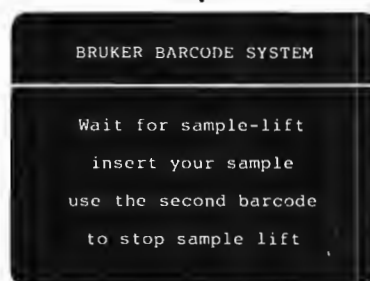 BRUKER BARCODE SYSTEM
Wait for sample-lift
insert your sample
use the second barcode
to stop sample lift